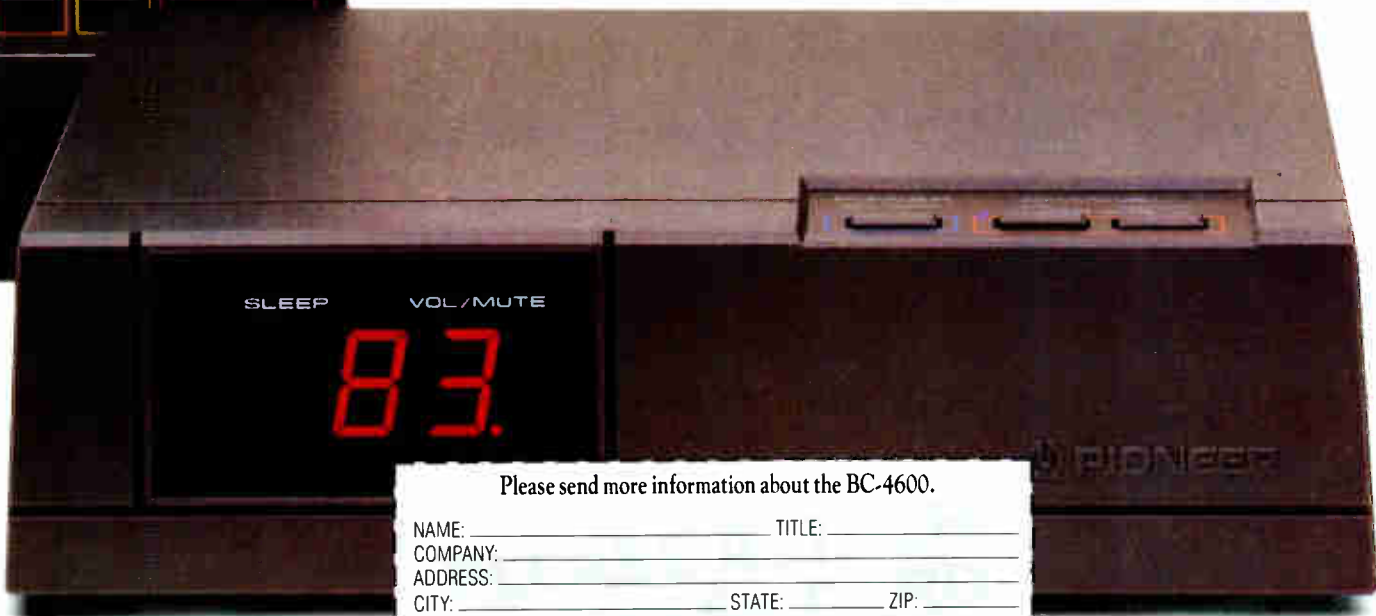 SLEEP VOL/MUTE
83.
PIONEER
Please send more information about the BC-4600.
NAME: TITLE:
COMPANY:
ADDRESS:
CITY: STATE: ZIP: